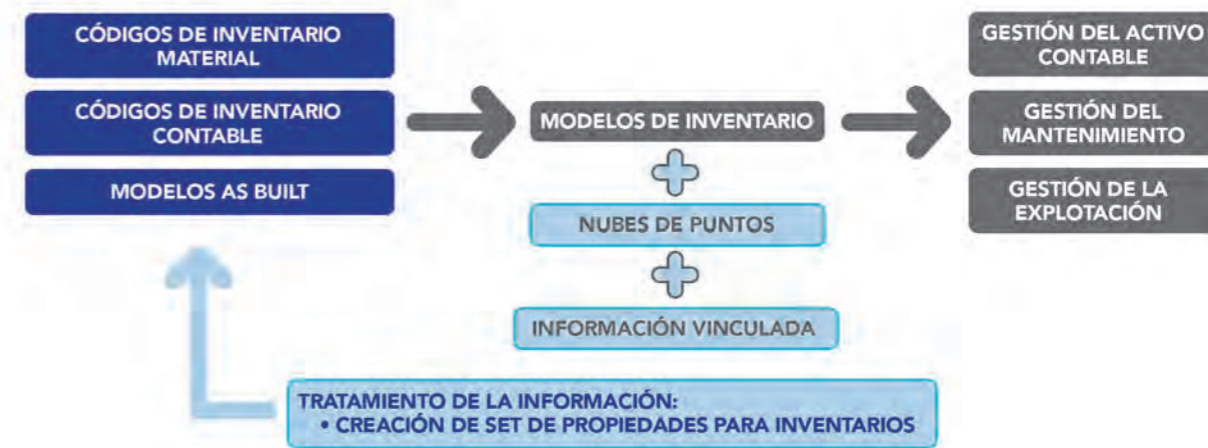 CÓDIGOS DE INVENTARIO
MATERIAL
CÓDIGOS DE INVENTARIO
CONTABLE
MODELOS AS BUILT
MODELOS DE INVENTARIO
NUBES DE PUNTOS
INFORMACIÓN VINCULADA
GESTIÓN DEL ACTIVO
CONTABLE
GESTIÓN DEL
MANTENIMIENTO
GESTIÓN DE LA
EXPLOTACIÓN
TRATAMIENTO DE LA INFORMACIÓN:
• CREACIÓN DE SET DE PROPIEDADES PARA INVENTARIOS